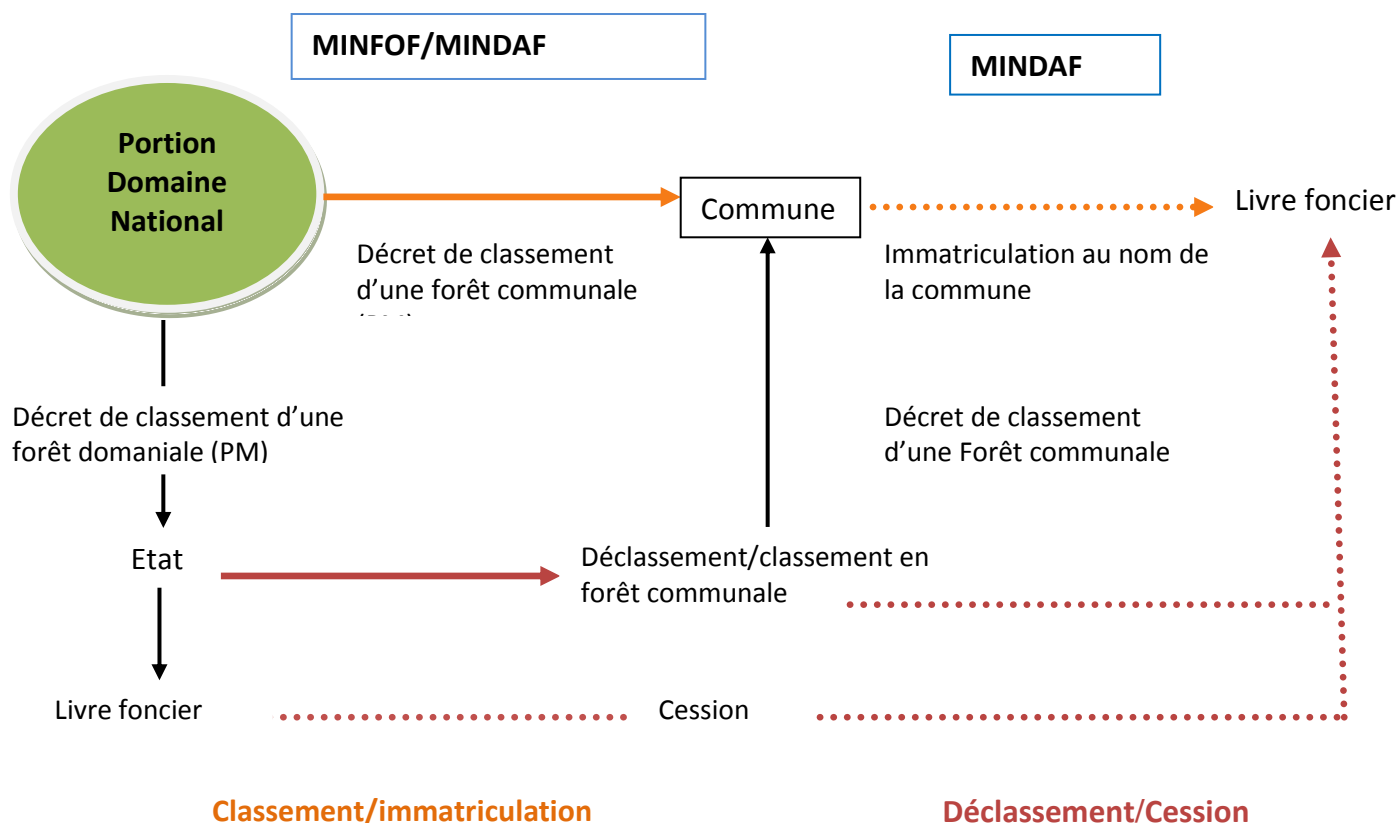 MINFOF/MINDAF
MINDAF
Portion
Domaine
National
Commune
Livre foncier
Décret de classement
d’une forêt communale
Immatriculation au nom de
la commune
Décret de classement d’une
forêt domaniale (PM)
Décret de classement
d’une Forêt communale
Etat
Déclassement/classement en
forêt communale
Livre foncier
Cession
Classement/immatriculation
Déclassement/Cession